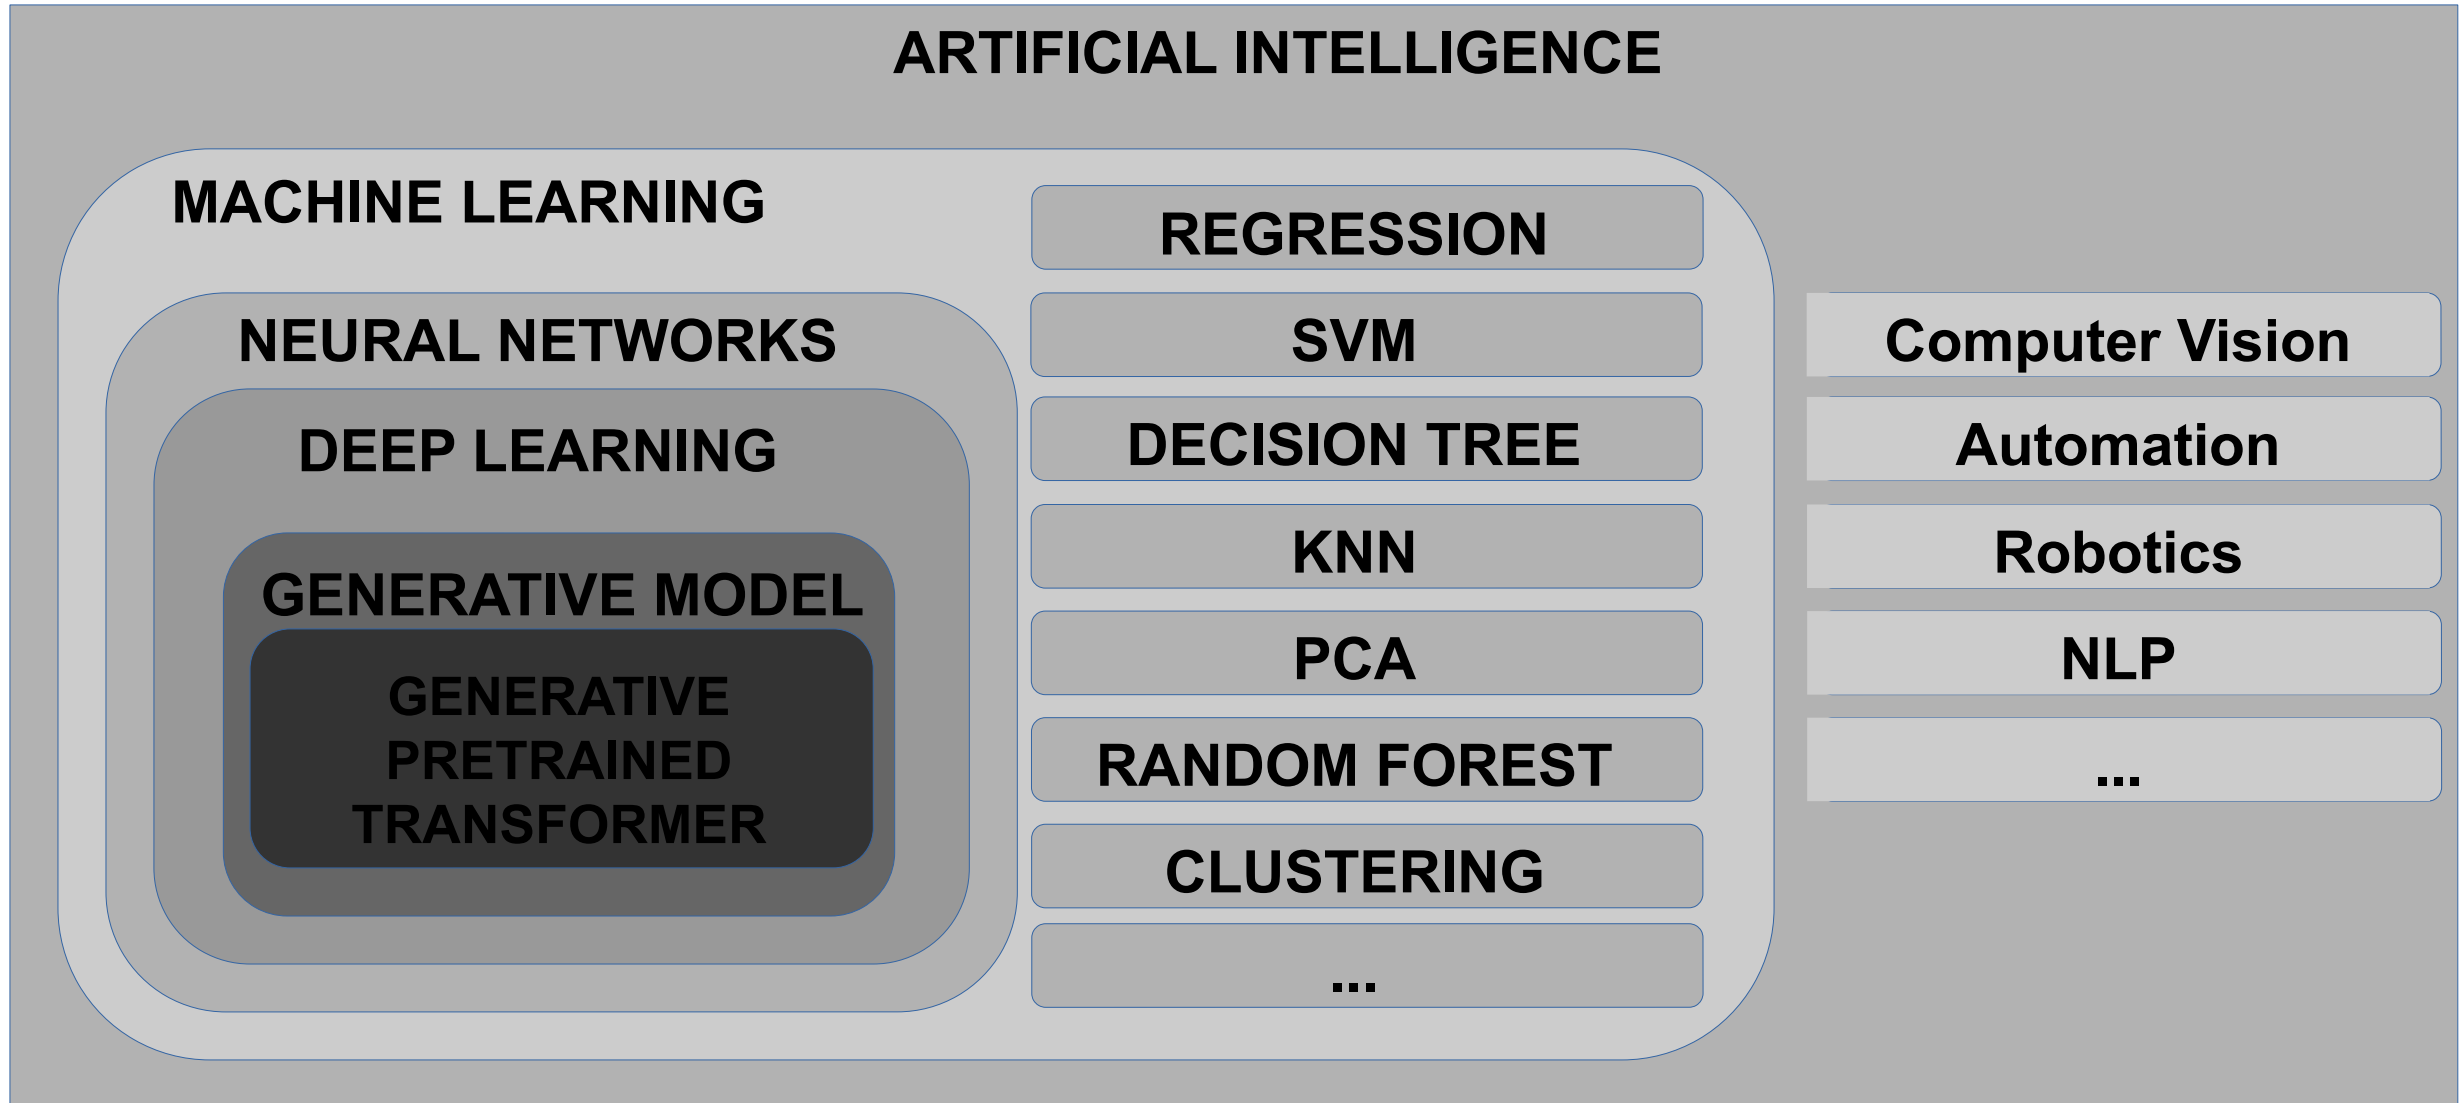 ARTIFICIAL INTELLIGENCE
MACHINE LEARNING
NEURAL NETWORKS
DEEP LEARNING
GENERATIVE MODEL
GENERATIVE
PRETRAINED
TRANSFORMER
REGRESSION
SVM
DECISION TREE
KNN
PCA
RANDOM FOREST
CLUSTERING
...
Computer Vision
Automation
Robotics
NLP
...